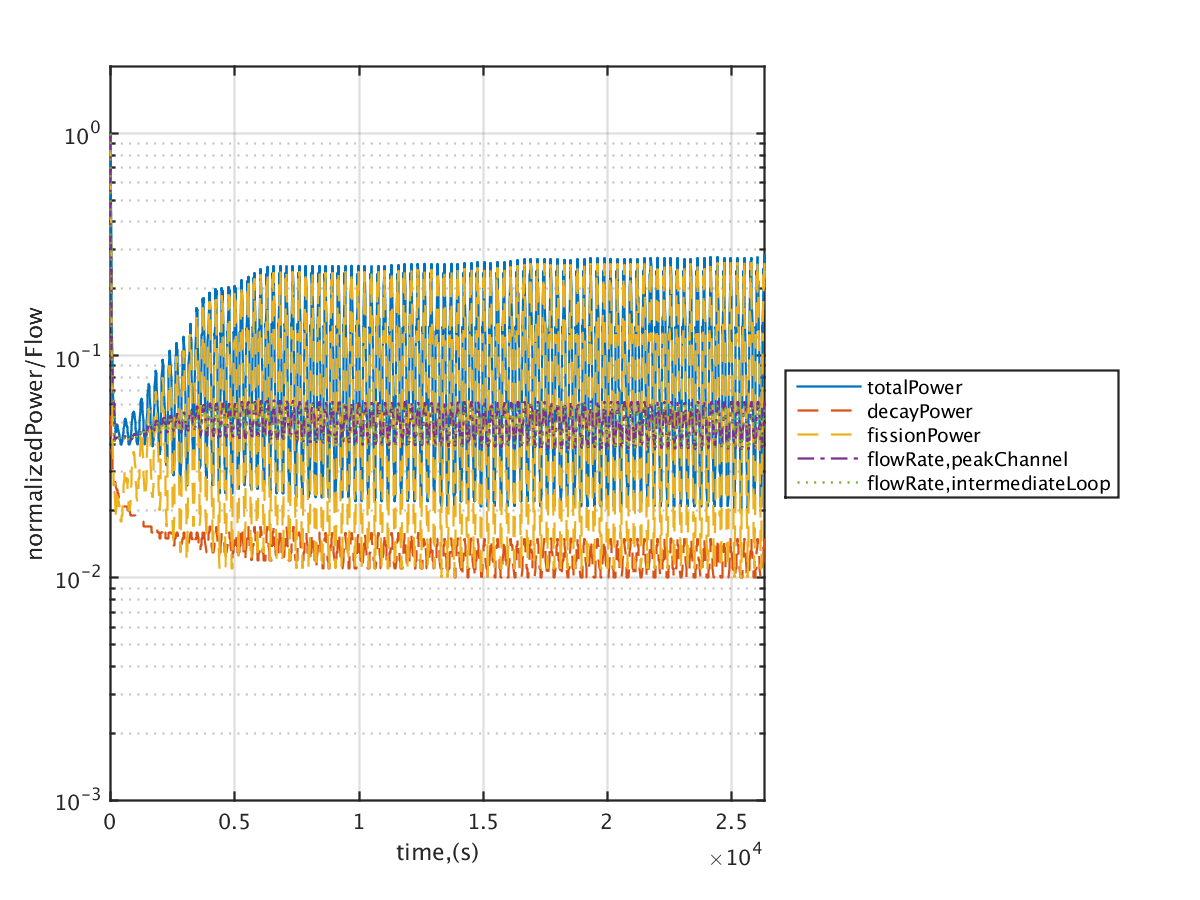 10^0
10^-1
10^-2
10^-3
normalizedPower/Flow
0 0.5 1 1.5 2 2.5
time,(s)
×10^4
totalPower
decayPower
fissionPower
flowRate,peakChannel
flowRate,intermediateLoop